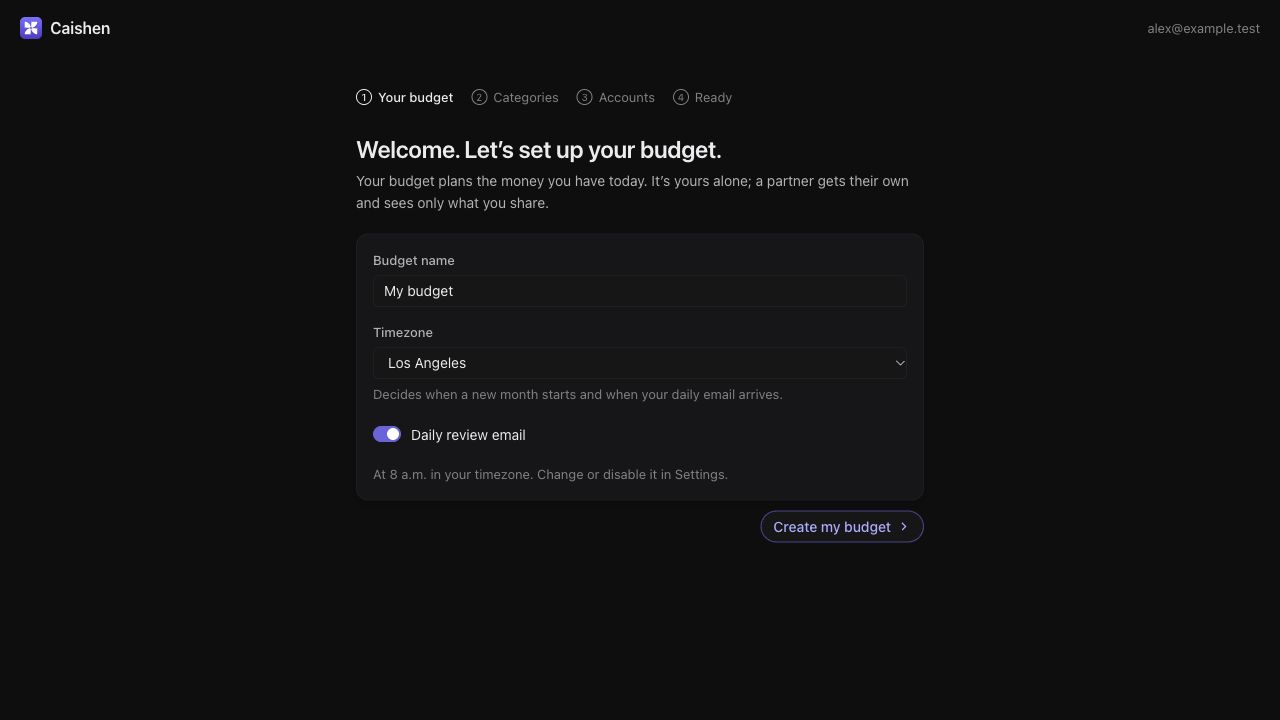 Caishen
alex@example.test
1 Your budget 2 Categories 3 Accounts 4 Ready
Welcome. Let’s set up your budget.
Your budget plans the money you have today. It’s yours alone; a partner gets their own
and sees only what you share.
Budget name
My budget
Timezone
Los Angeles
Decides when a new month starts and when your daily email arrives.
Daily review email
At 8 a.m. in your timezone. Change or disable it in Settings.
Create my budget